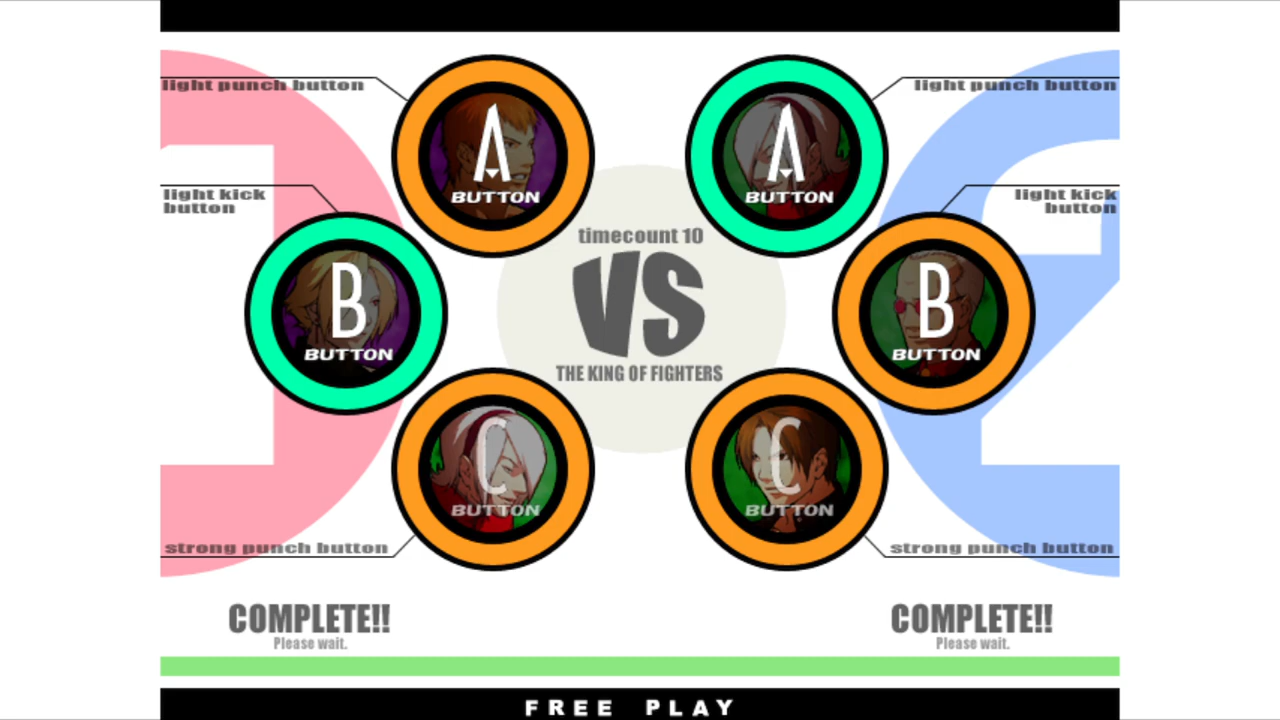 light punch button
A
BUTTON
A
BUTTON
light punch button
light kick
button
B
BUTTON
timecount 10
VS
THE KING OF FIGHTERS
light kick
button
B
BUTTON
C
BUTTON
C
BUTTON
strong punch button
strong punch button
COMPLETE!!
Please wait.
COMPLETE!!
Please wait.
FREE PLAY
1
2